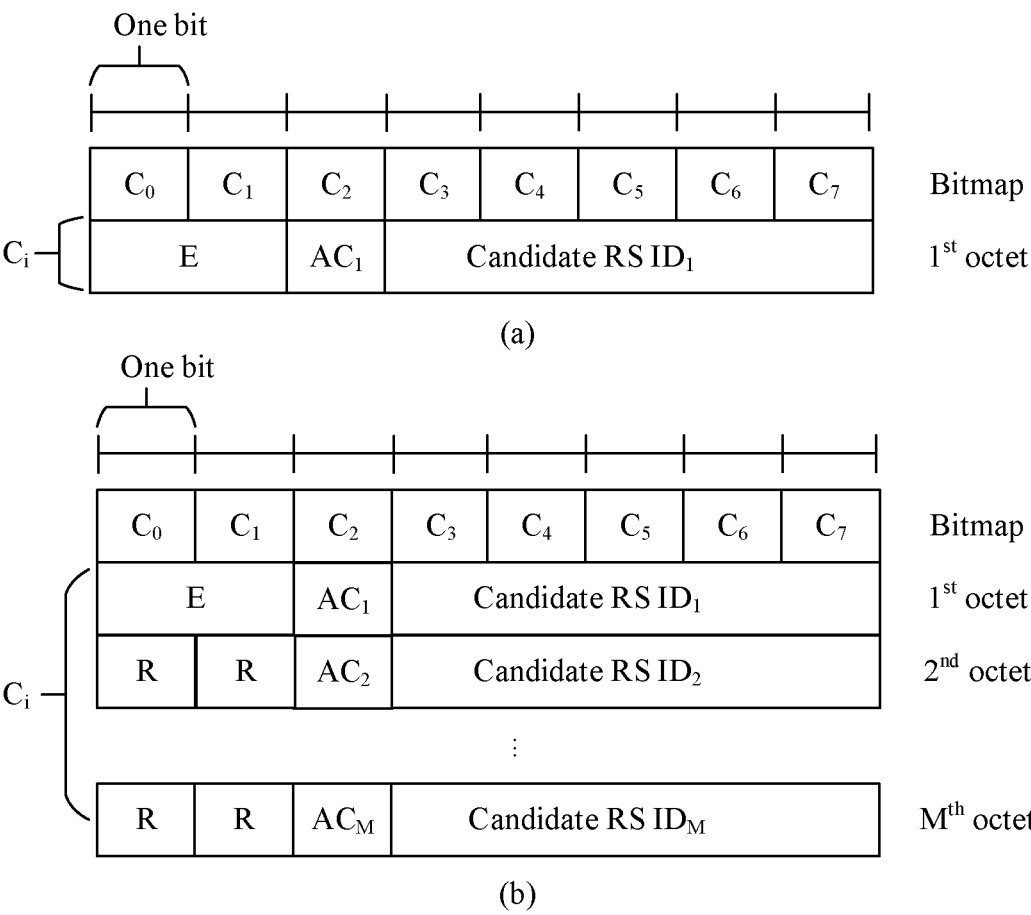 One bit
C0 C1 C2 C3 C4 C5 C6 C7 Bitmap
Ci E AC1 Candidate RS ID1 1st octet
(a)
One bit
C0 C1 C2 C3 C4 C5 C6 C7 Bitmap
E AC1 Candidate RS ID1 1st octet
R R AC2 Candidate RS ID2 2nd octet
Ci
⋮
R R ACM Candidate RS IDM Mth octet
(b)